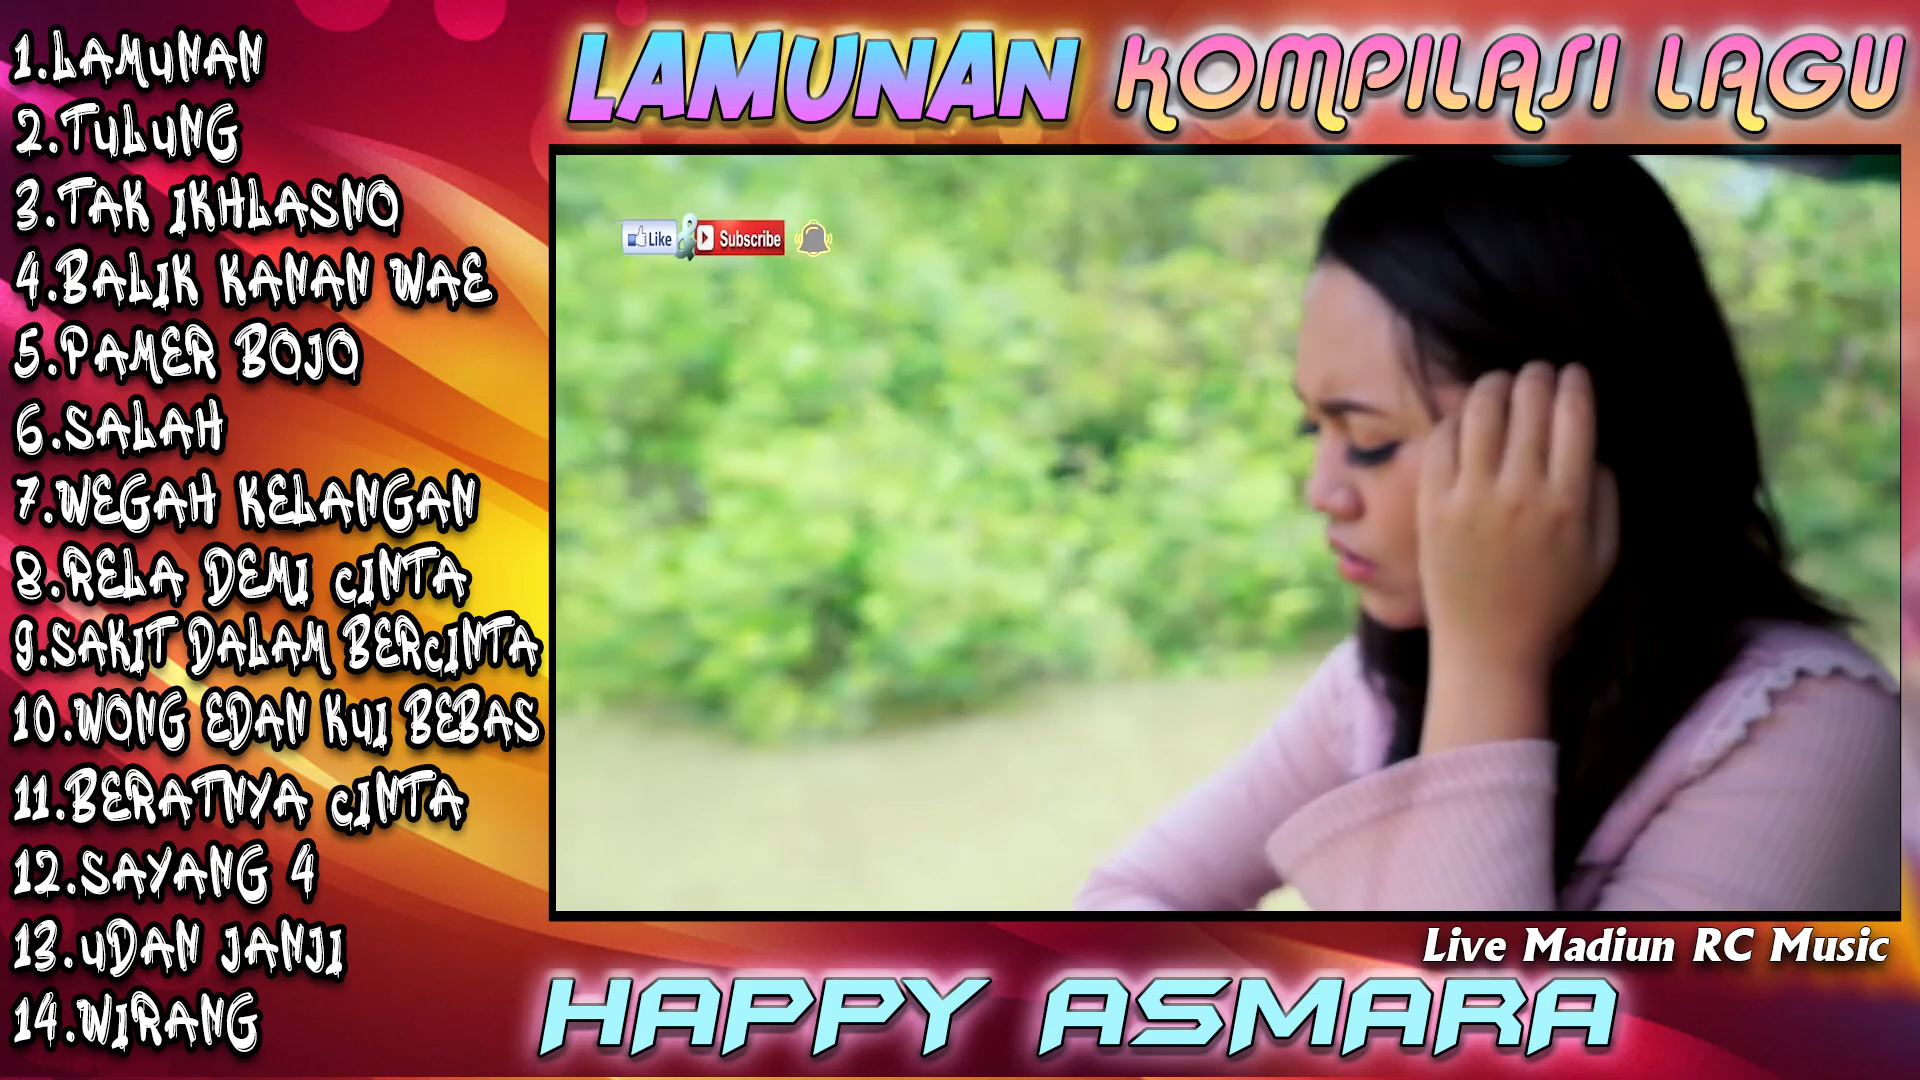 LAMUNAN KOMPILASI LAGU
1.LAMUNAN
2.TULUNG
3.TAK IKHLASNO
4.BALIK KANAN WAE
5.PAMER BOJO
6.SALAH
7.WEGAH KELANGAN
8.RELA DEMI CINTA
9.SAKIT DALAM BERCINTA
10.WONG EDAN KUI BEBAS
11.BERATNYA CINTA
12.SAYANG 4
13.UDAN JANJI
14.WIRANG
Like & Subscribe
Live Madiun RC Music
HAPPY ASMARA